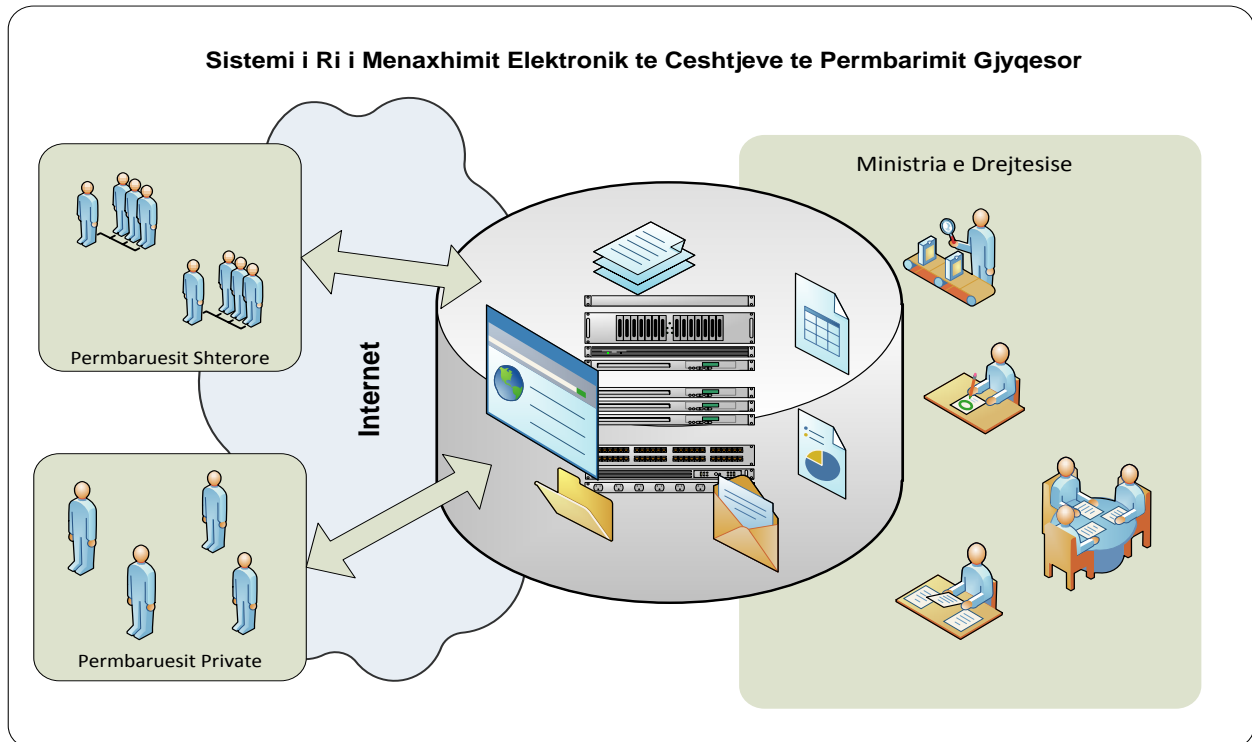 Sistemi i Ri i Menaxhimit Elektronik te Ceshtjeve te Permbarimit Gjyqesor
Permbaruesit Shterore
Internet
Permbaruesit Private
Ministria e Drejtesise